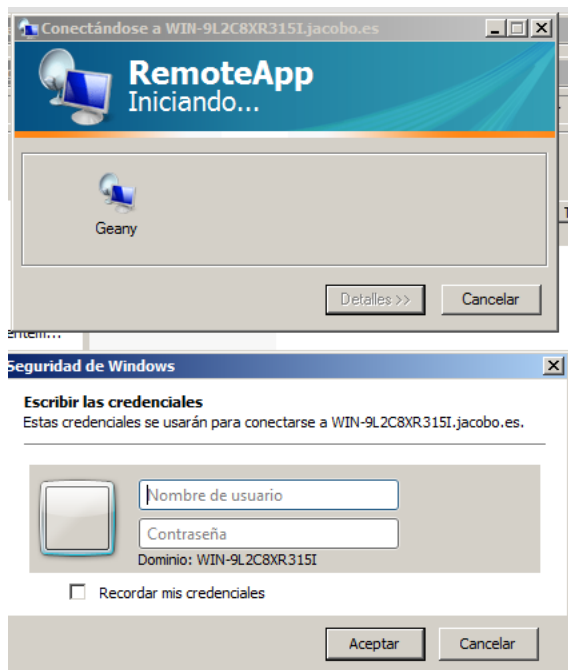 Conectándose a WIN-9L2C8XR315I.jacobo.es
RemoteApp
Iniciando...
Geany
Detalles >>
Cancelar
Seguridad de Windows
Escribir las credenciales
Estas credenciales se usarán para conectarse a WIN-9L2C8XR315I.jacobo.es.
Nombre de usuario
Contraseña
Dominio: WIN-9L2C8XR315I
Recordar mis credenciales
Aceptar
Cancelar